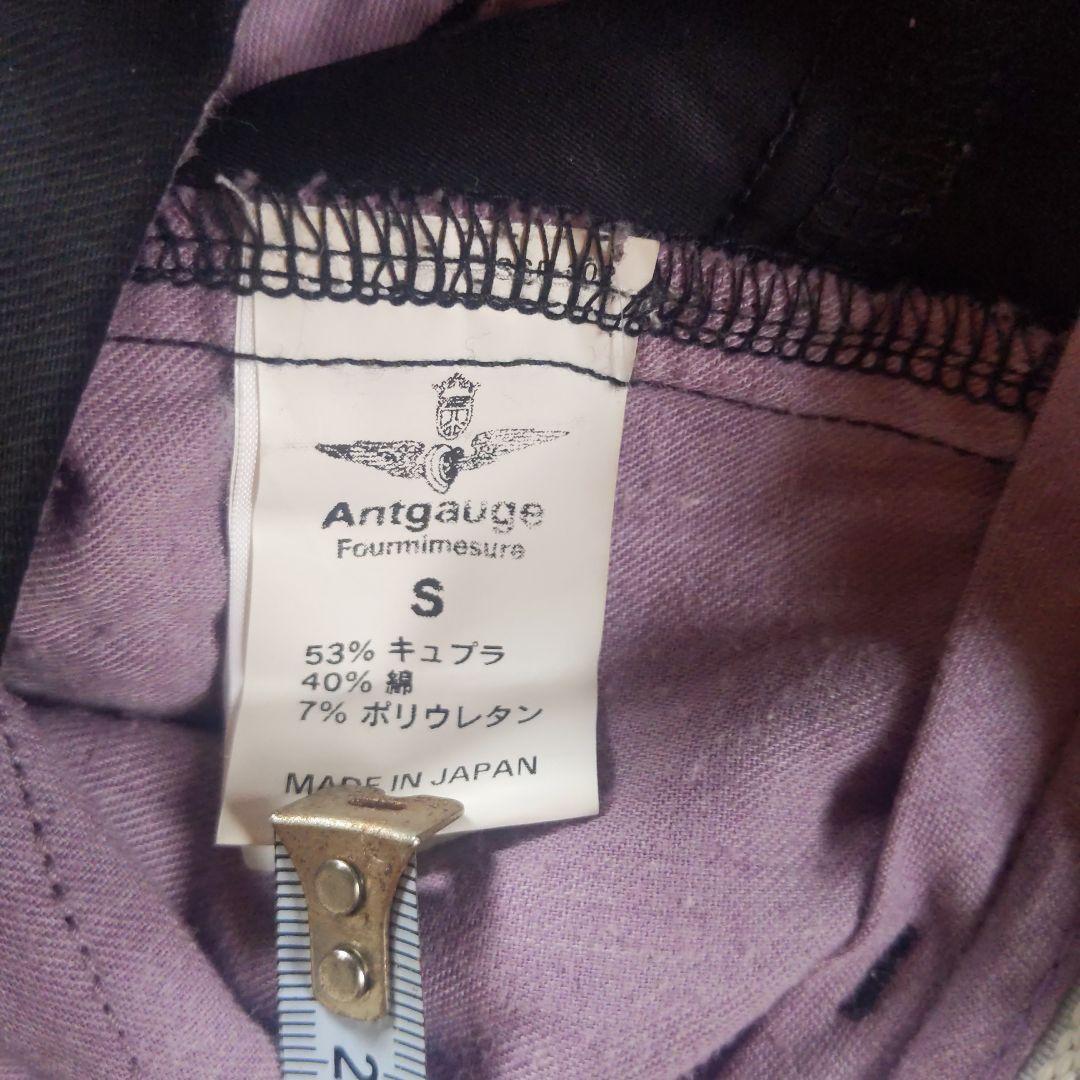 Antgauge
Fourmimesure
S
53% キュプラ
40% 綿
7% ポリウレタン
MADE IN JAPAN
2